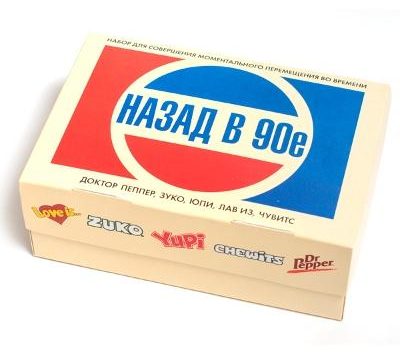 НАБОР ДЛЯ СОВЕРШЕНИЯ МОМЕНТАЛЬНОГО ПЕРЕМЕЩЕНИЯ ВО ВРЕМЕНИ
НАЗАД В 90е
ДОКТОР ПЕППЕР, ЗУКО, ЮПИ, ЛАВ ИЗ, ЧУВИТС
Love is...
ZUKO
YUPi
CHEWiTS
Dr Pepper